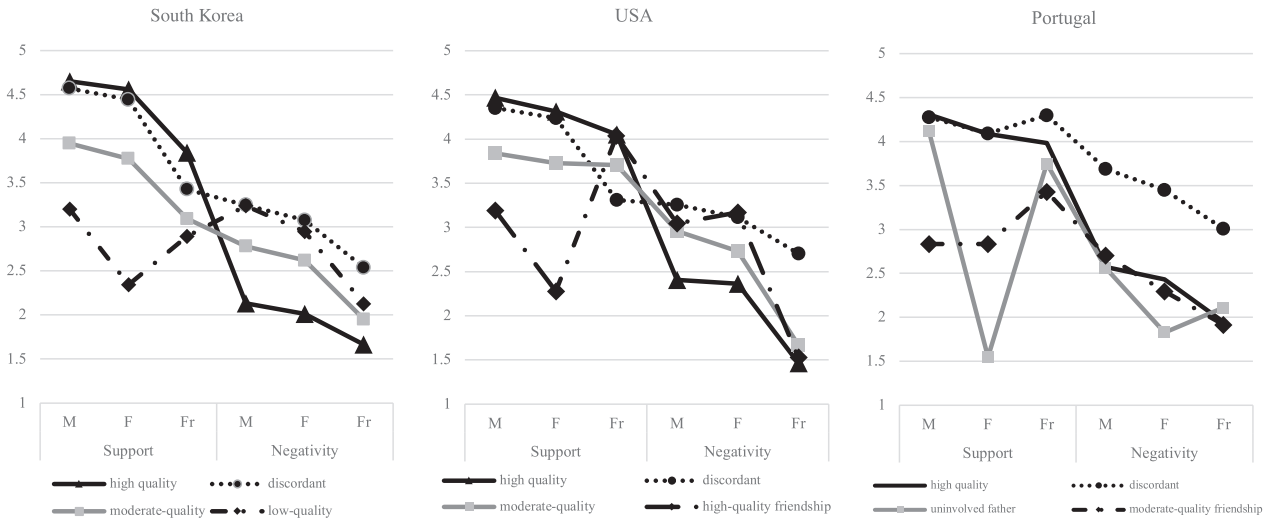 South Korea
5
4.5
4
3.5
3
2.5
2
1.5
1
M F Fr M F Fr
Support Negativity
high quality discordant
moderate-quality low-quality
USA
5
4.5
4
3.5
3
2.5
2
1.5
1
M F Fr M F Fr
Support Negativity
high quality discordant
moderate-quality high-quality friendship
Portugal
5
4.5
4
3.5
3
2.5
2
1.5
1
M F Fr M F Fr
Support Negativity
high quality discordant
uninvolved father moderate-quality friendship